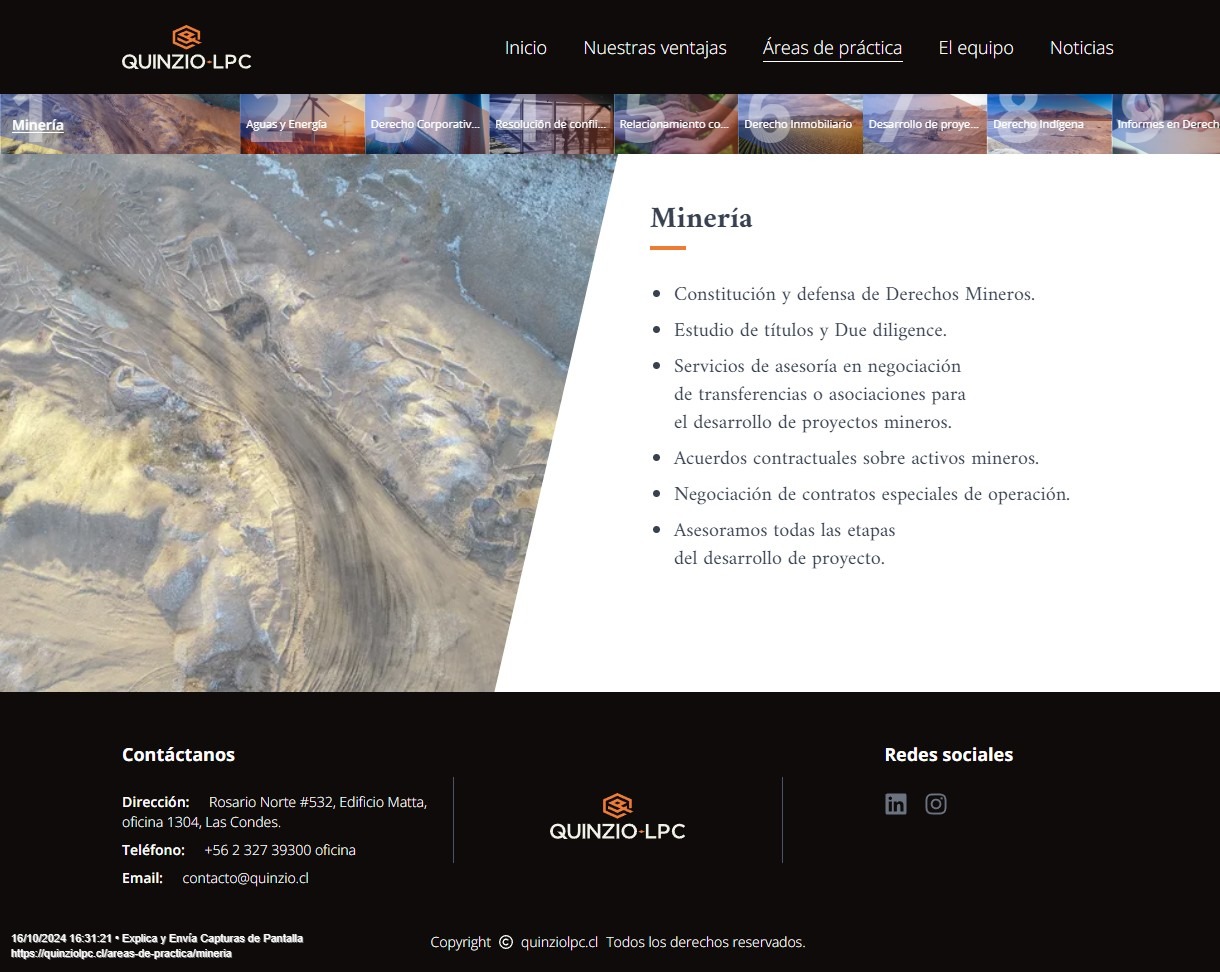 QUINZIO-LPC
Inicio Nuestras ventajas Áreas de práctica El equipo Noticias
1 2 3 4 5 6 7 8 9
Minería Aguas y Energía Derecho Corporativ... Resolución de confli... Relacionamiento co... Derecho Inmobiliario Desarrollo de proye... Derecho Indígena Informes en Derech
Minería
Constitución y defensa de Derechos Mineros.
Estudio de títulos y Due diligence.
Servicios de asesoría en negociación
de transferencias o asociaciones para
el desarrollo de proyectos mineros.
Acuerdos contractuales sobre activos mineros.
Negociación de contratos especiales de operación.
Asesoramos todas las etapas
del desarrollo de proyecto.
Contáctanos
Dirección: Rosario Norte #532, Edificio Matta,
oficina 1304, Las Condes.
Teléfono: +56 2 327 39300 oficina
Email: contacto@quinzio.cl
QUINZIO-LPC
Redes sociales
Copyright © quinziolpc.cl Todos los derechos reservados.
16/10/2024 16:31:21 • Explica y Envía Capturas de Pantalla
https://quinziolpc.cl/areas-de-practica/mineria